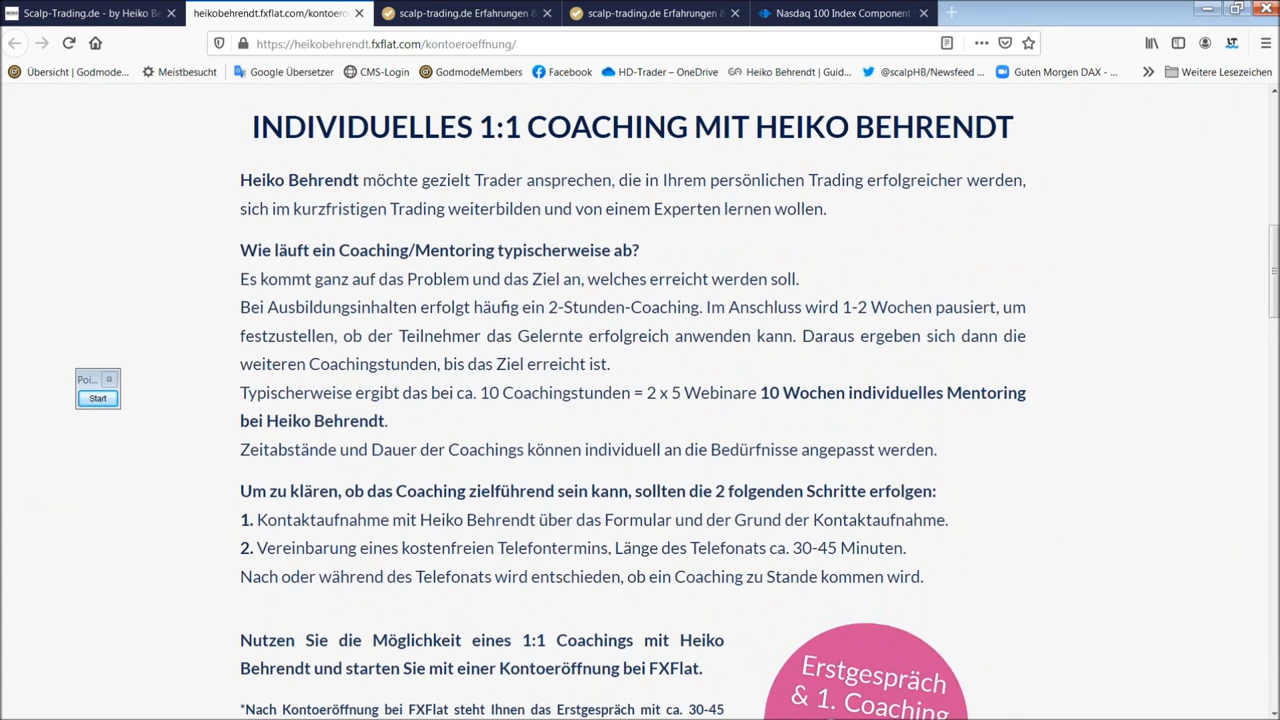 Scalp-Trading.de - by Heiko Be
heikobehrendt.fxflat.com/kontoero
scalp-trading.de Erfahrungen &
scalp-trading.de Erfahrungen &
Nasdaq 100 Index Component
https://heikobehrendt.fxflat.com/kontoeroeffnung/
Übersicht | Godmode...
Meistbesucht
Google Übersetzer
CMS-Login
GodmodeMembers
Facebook
HD-Trader – OneDrive
Heiko Behrendt | Guid...
@scalpHB/Newsfeed ...
Guten Morgen DAX - ...
Weitere Lesezeichen
INDIVIDUELLES 1:1 COACHING MIT HEIKO BEHRENDT
Heiko Behrendt möchte gezielt Trader ansprechen, die in Ihrem persönlichen Trading erfolgreicher werden,
sich im kurzfristigen Trading weiterbilden und von einem Experten lernen wollen.
Wie läuft ein Coaching/Mentoring typischerweise ab?
Es kommt ganz auf das Problem und das Ziel an, welches erreicht werden soll.
Bei Ausbildungsinhalten erfolgt häufig ein 2-Stunden-Coaching. Im Anschluss wird 1-2 Wochen pausiert, um
festzustellen, ob der Teilnehmer das Gelernte erfolgreich anwenden kann. Daraus ergeben sich dann die
weiteren Coachingstunden, bis das Ziel erreicht ist.
Poi...
Start
Typischerweise ergibt das bei ca. 10 Coachingstunden = 2 x 5 Webinare 10 Wochen individuelles Mentoring
bei Heiko Behrendt.
Zeitabstände und Dauer der Coachings können individuell an die Bedürfnisse angepasst werden.
Um zu klären, ob das Coaching zielführend sein kann, sollten die 2 folgenden Schritte erfolgen:
1. Kontaktaufnahme mit Heiko Behrendt über das Formular und der Grund der Kontaktaufnahme.
2. Vereinbarung eines kostenfreien Telefontermins, Länge des Telefonats ca. 30-45 Minuten.
Nach oder während des Telefonats wird entschieden, ob ein Coaching zu Stande kommen wird.
Nutzen Sie die Möglichkeit eines 1:1 Coachings mit Heiko
Behrendt und starten Sie mit einer Kontoeröffnung bei FXFlat.
*Nach Kontoeröffnung bei FXFlat steht Ihnen das Erstgespräch mit ca. 30-45
Erstgespräch
& 1. Coaching